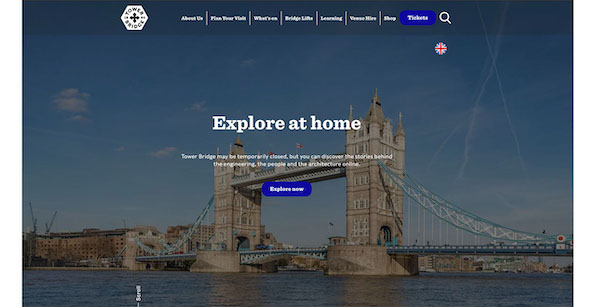 TOWER
BRIDGE
About Us
Plan Your Visit
What's on
Bridge Lifts
Learning
Venue Hire
Shop
Tickets
Explore at home
Tower Bridge may be temporarily closed, but you can discover the stories behind
the engineering, the people and the architecture online.
Explore now
Scroll